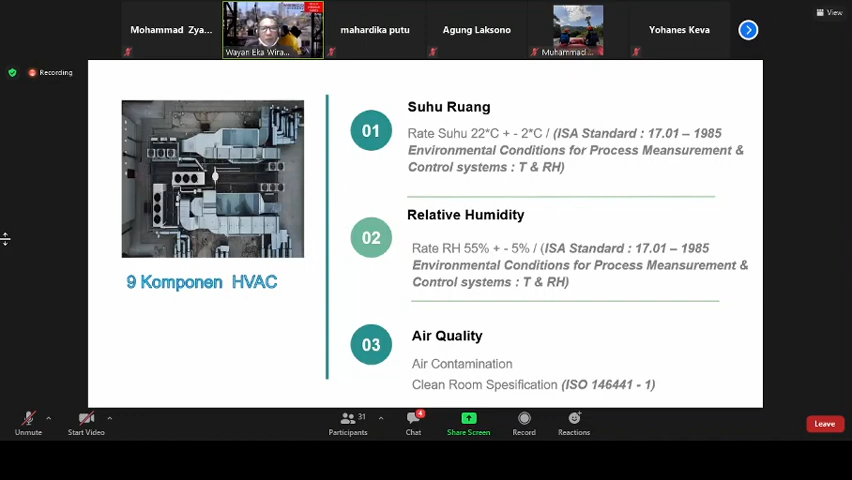 View
Mohammad Zya...
Wayan Eka Wira...
mahardika putu
Agung Laksono
Muhammad ...
Yohanes Keva
Recording
01
Suhu Ruang
Rate Suhu 22*C + - 2*C / (ISA Standard : 17.01 – 1985
Environmental Conditions for Process Meansurement &
Control systems : T & RH)
02
Relative Humidity
Rate RH 55% + - 5% / (ISA Standard : 17.01 – 1985
Environmental Conditions for Process Meansurement &
Control systems : T & RH)
9 Komponen HVAC
03
Air Quality
Air Contamination
Clean Room Spesification (ISO 146441 - 1)
Unmute
Start Video
31
Participants
4
Chat
Share Screen
Record
Reactions
Leave